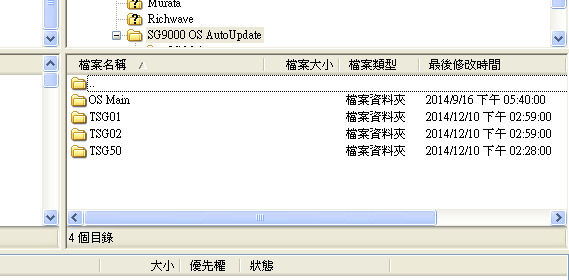 Murata
Richwave
SG9000 OS AutoUpdate
檔案名稱 檔案大小 檔案類型 最後修改時間
..
OS Main 檔案資料夾 2014/9/16 下午 05:40:00
TSG01 檔案資料夾 2014/12/10 下午 02:59:00
TSG02 檔案資料夾 2014/12/10 下午 02:59:00
TSG50 檔案資料夾 2014/12/10 下午 02:28:00
4 個目錄
大小 優先權 狀態